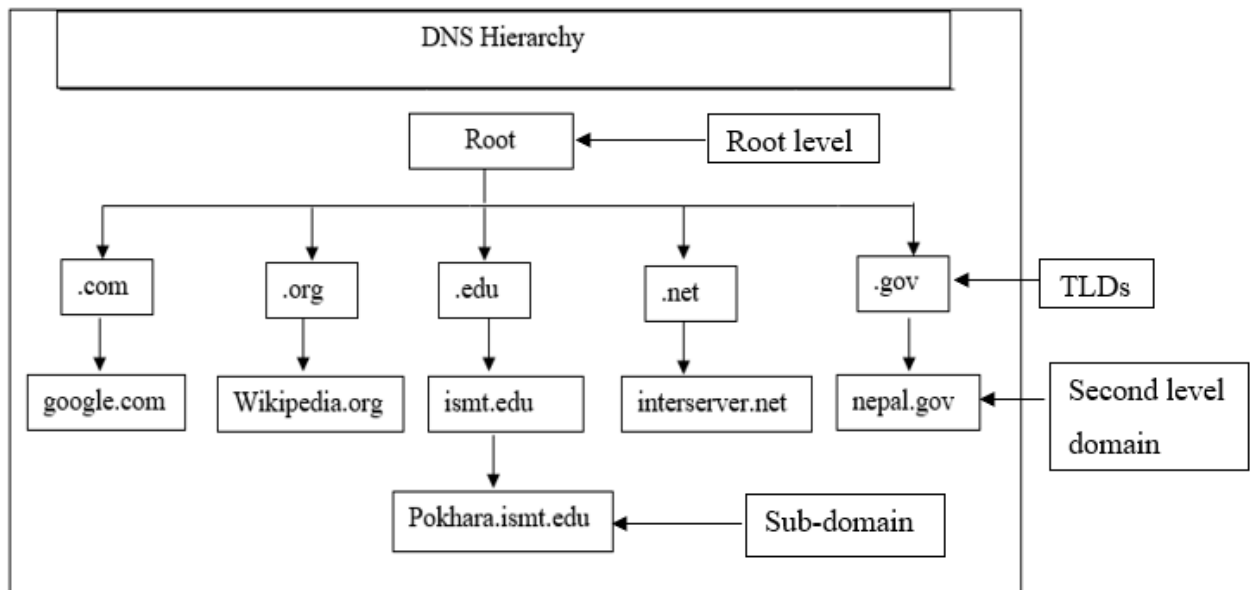 DNS Hierarchy
Root
Root level
.com
.org
.edu
.net
.gov
TLDs
google.com
Wikipedia.org
ismt.edu
interserver.net
nepal.gov
Second level
domain
Pokhara.ismt.edu
Sub-domain